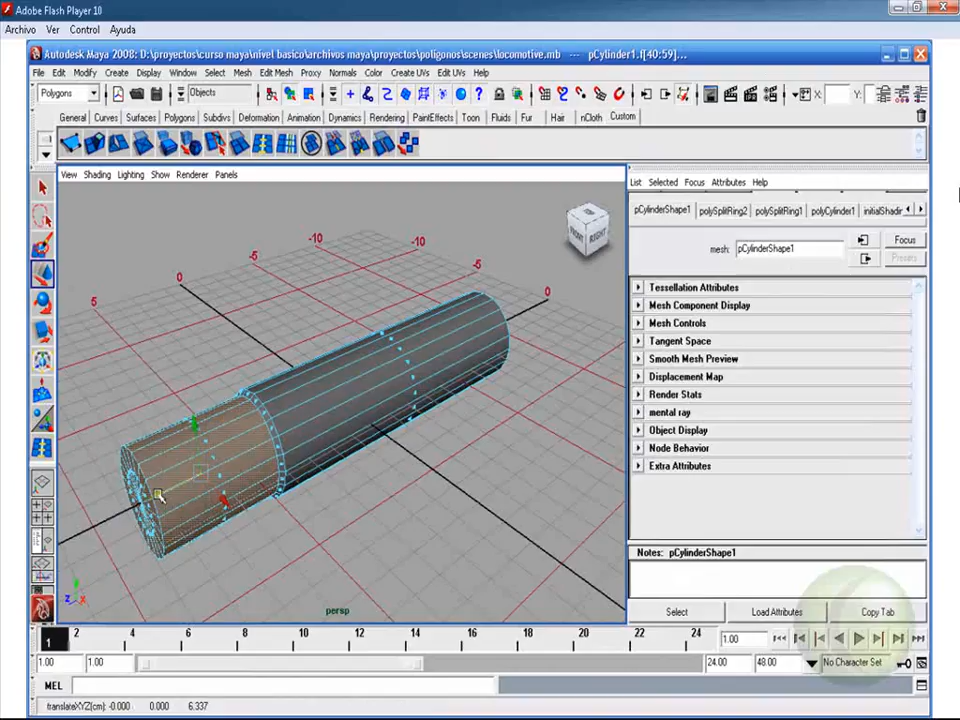 Adobe Flash Player 10
Archivo Ver Control Ayuda
Autodesk Maya 2008: D:\proyectos\curso maya\nivel basico\archivos maya\proyectos\poligonos\scenes\locomotive.mb --- pCylinder1.f[40:59]...
File Edit Modify Create Display Window Select Mesh Edit Mesh Proxy Normals Color Create UVs Edit UVs Help
Polygons Objects X: Y:
General Curves Surfaces Polygons Subdivs Deformation Animation Dynamics Rendering PaintEffects Toon Fluids Fur Hair nCloth Custom
View Shading Lighting Show Renderer Panels
List Selected Focus Attributes Help
pCylinderShape1 polySplitRing2 polySplitRing1 polyCylinder1 initialShadir
mesh: pCylinderShape1 Focus
Presets
FRONT RIGHT
-10 -10
-5 -5
0 0
5
Tessellation Attributes
Mesh Component Display
Mesh Controls
Tangent Space
Smooth Mesh Preview
Displacement Map
Render Stats
mental ray
Object Display
Node Behavior
Extra Attributes
Notes: pCylinderShape1
z x
persp
Select Load Attributes Copy Tab
1 2 4 6 8 10 12 14 16 18 20 22 24 1.00
1.00 1.00 24.00 48.00 No Character Set
MEL
translateXYZ(cm): -0.000 0.000 6.337